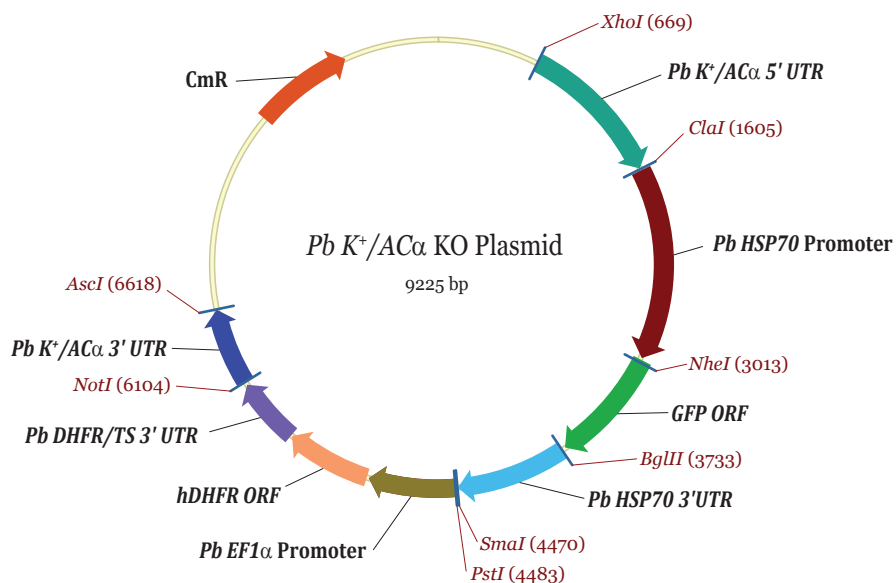 XhoI (669)
Pb K⁺/ACα 5' UTR
ClaI (1605)
Pb HSP70 Promoter
NheI (3013)
GFP ORF
BglII (3733)
Pb HSP70 3'UTR
SmaI (4470)
PstI (4483)
Pb EF1α Promoter
hDHFR ORF
Pb DHFR/TS 3' UTR
NotI (6104)
Pb K⁺/ACα 3' UTR
AscI (6618)
CmR
Pb K⁺/ACα KO Plasmid
9225 bp